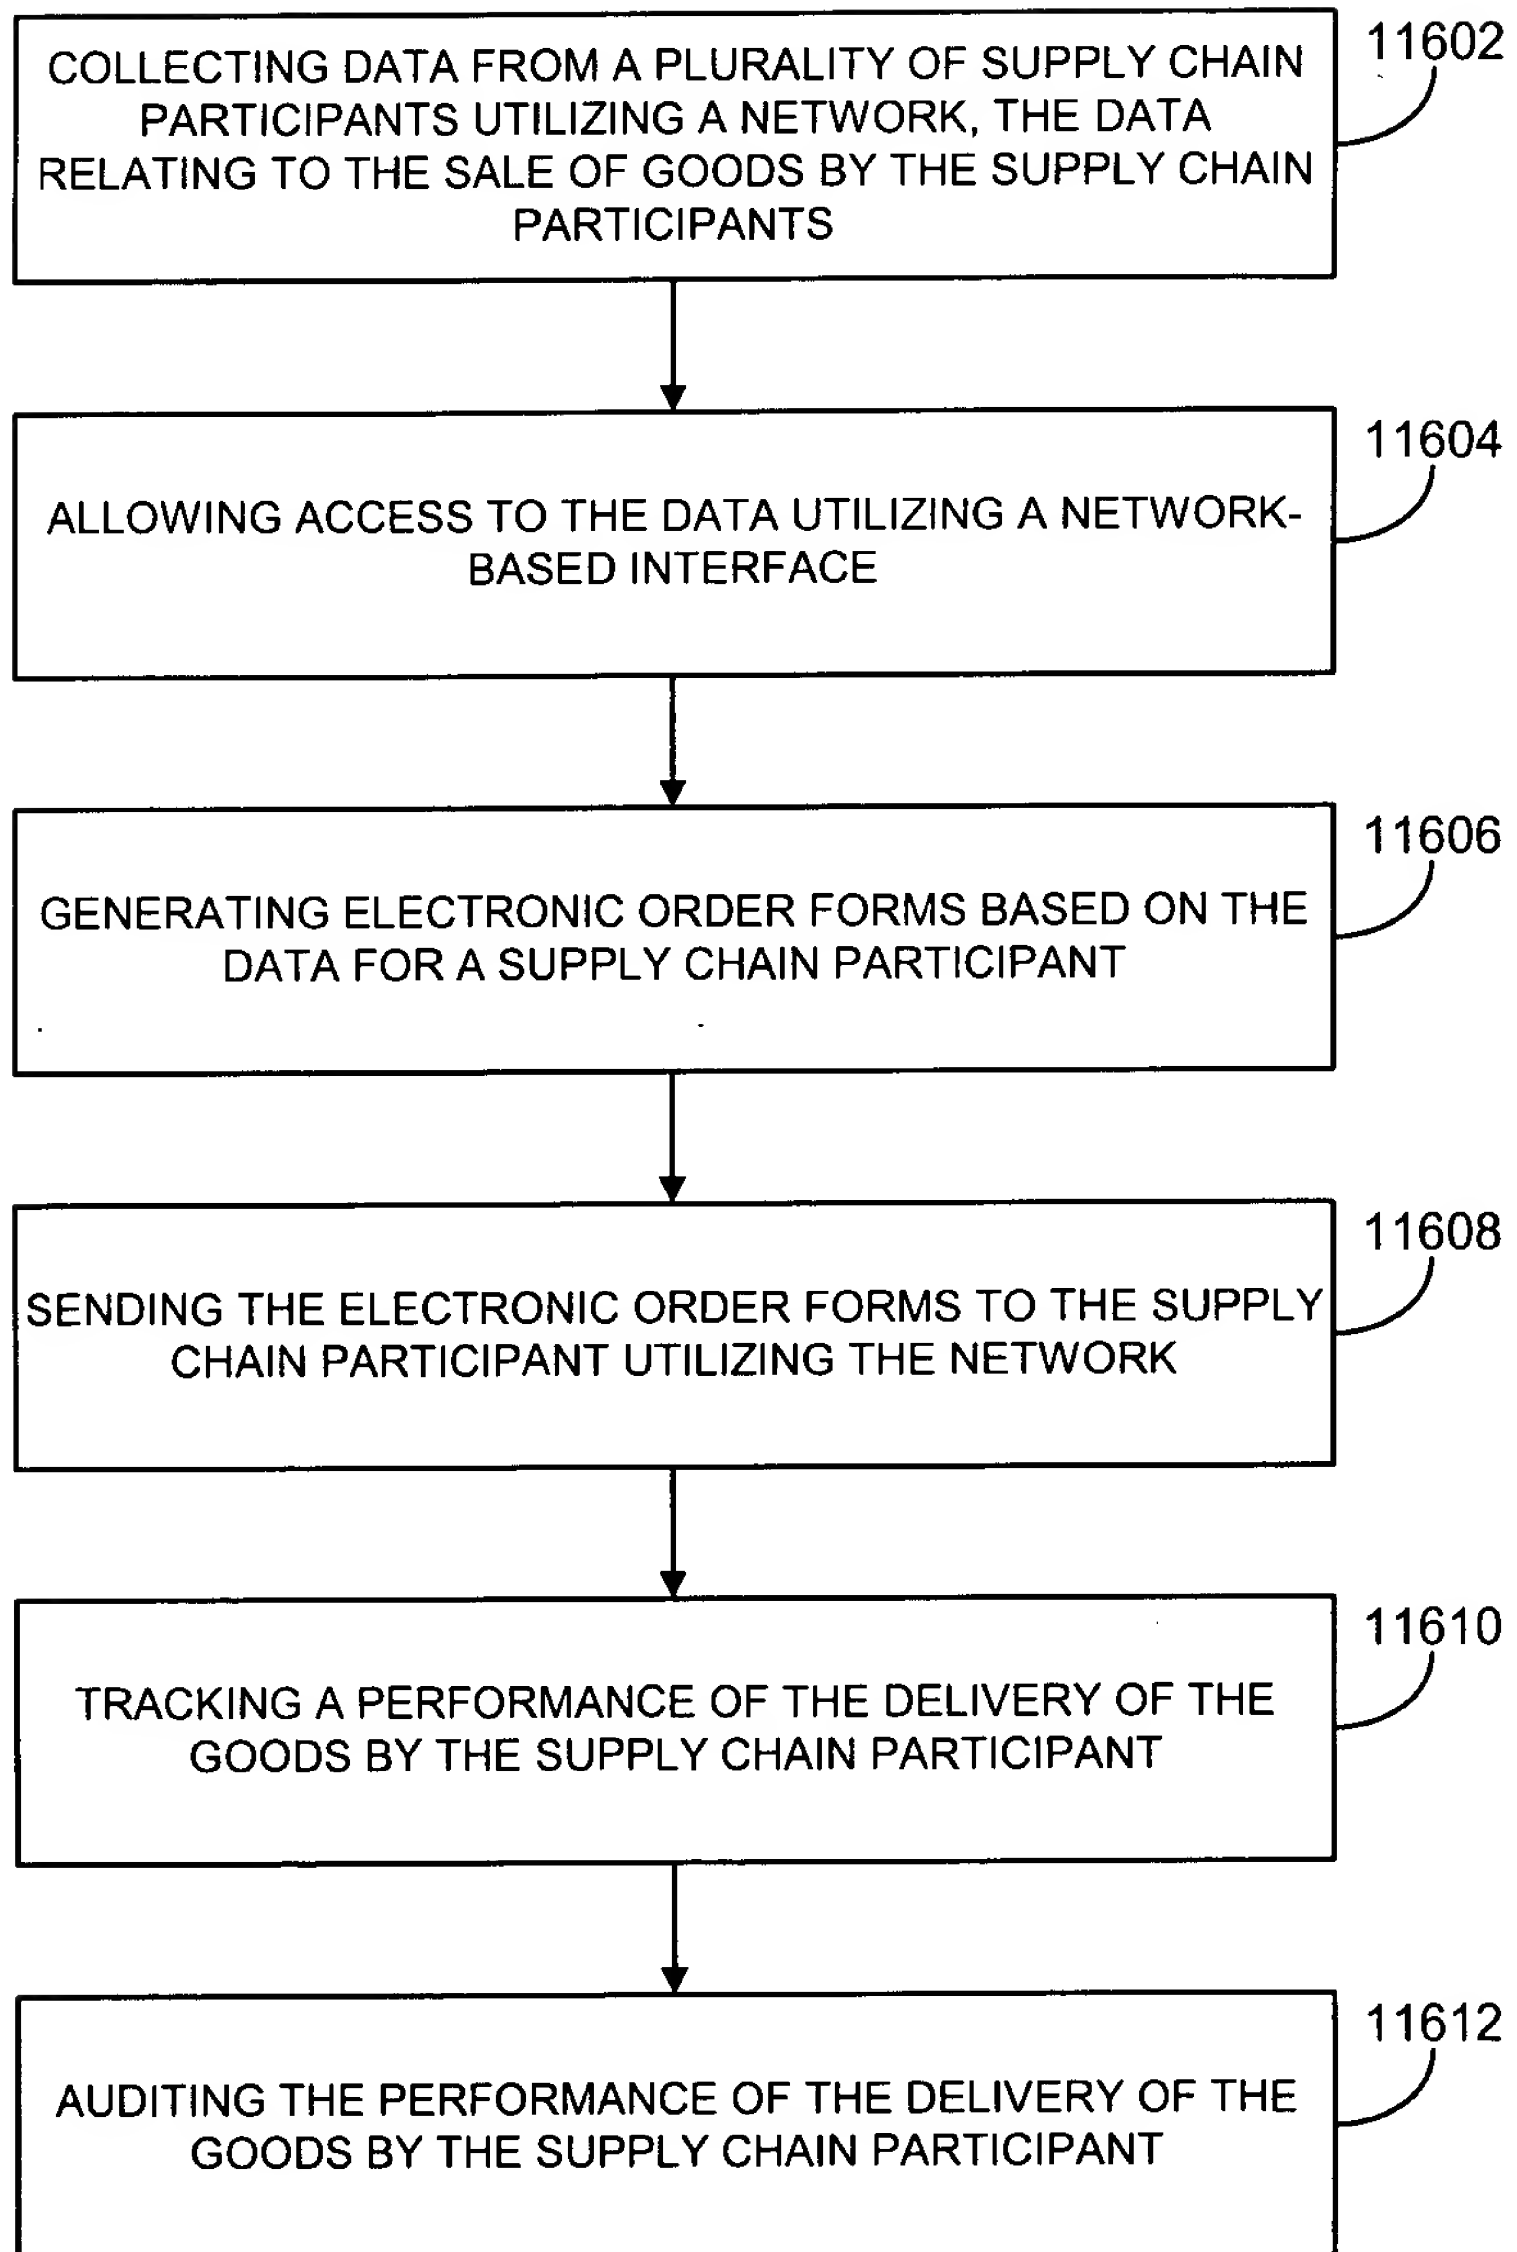 11602
COLLECTING DATA FROM A PLURALITY OF SUPPLY CHAIN
PARTICIPANTS UTILIZING A NETWORK, THE DATA
RELATING TO THE SALE OF GOODS BY THE SUPPLY CHAIN
PARTICIPANTS
11604
ALLOWING ACCESS TO THE DATA UTILIZING A NETWORK-
BASED INTERFACE
11606
GENERATING ELECTRONIC ORDER FORMS BASED ON THE
DATA FOR A SUPPLY CHAIN PARTICIPANT
11608
SENDING THE ELECTRONIC ORDER FORMS TO THE SUPPLY
CHAIN PARTICIPANT UTILIZING THE NETWORK
11610
TRACKING A PERFORMANCE OF THE DELIVERY OF THE
GOODS BY THE SUPPLY CHAIN PARTICIPANT
11612
AUDITING THE PERFORMANCE OF THE DELIVERY OF THE
GOODS BY THE SUPPLY CHAIN PARTICIPANT